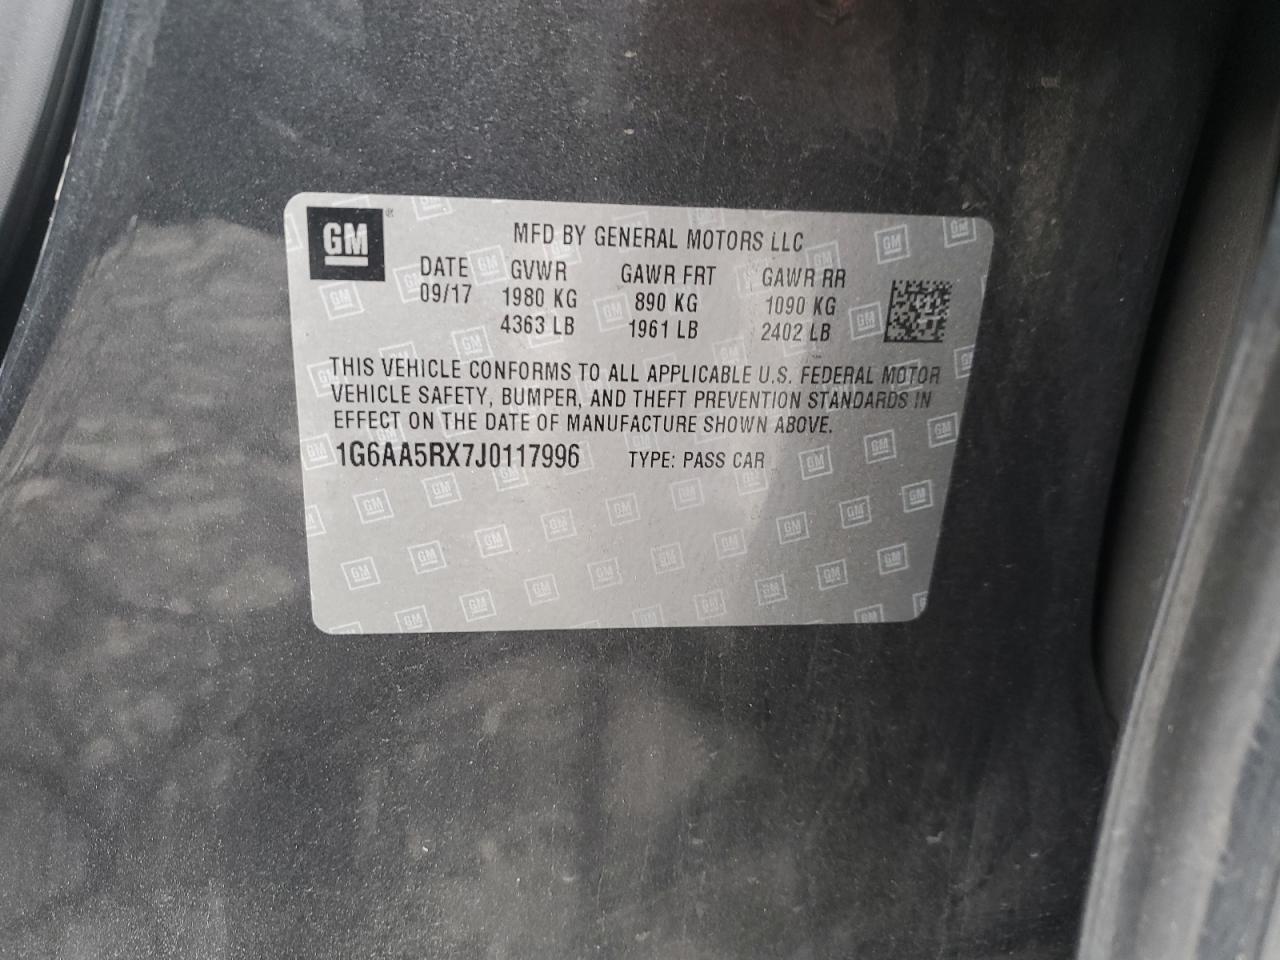 GM ®
MFD BY GENERAL MOTORS LLC
DATE GVWR GAWR FRT GAWR RR
09/17 1980 KG 890 KG 1090 KG
4363 LB 1961 LB 2402 LB
THIS VEHICLE CONFORMS TO ALL APPLICABLE U.S. FEDERAL MOTOR
VEHICLE SAFETY, BUMPER, AND THEFT PREVENTION STANDARDS IN
EFFECT ON THE DATE OF MANUFACTURE SHOWN ABOVE.
1G6AA5RX7J0117996 TYPE: PASS CAR